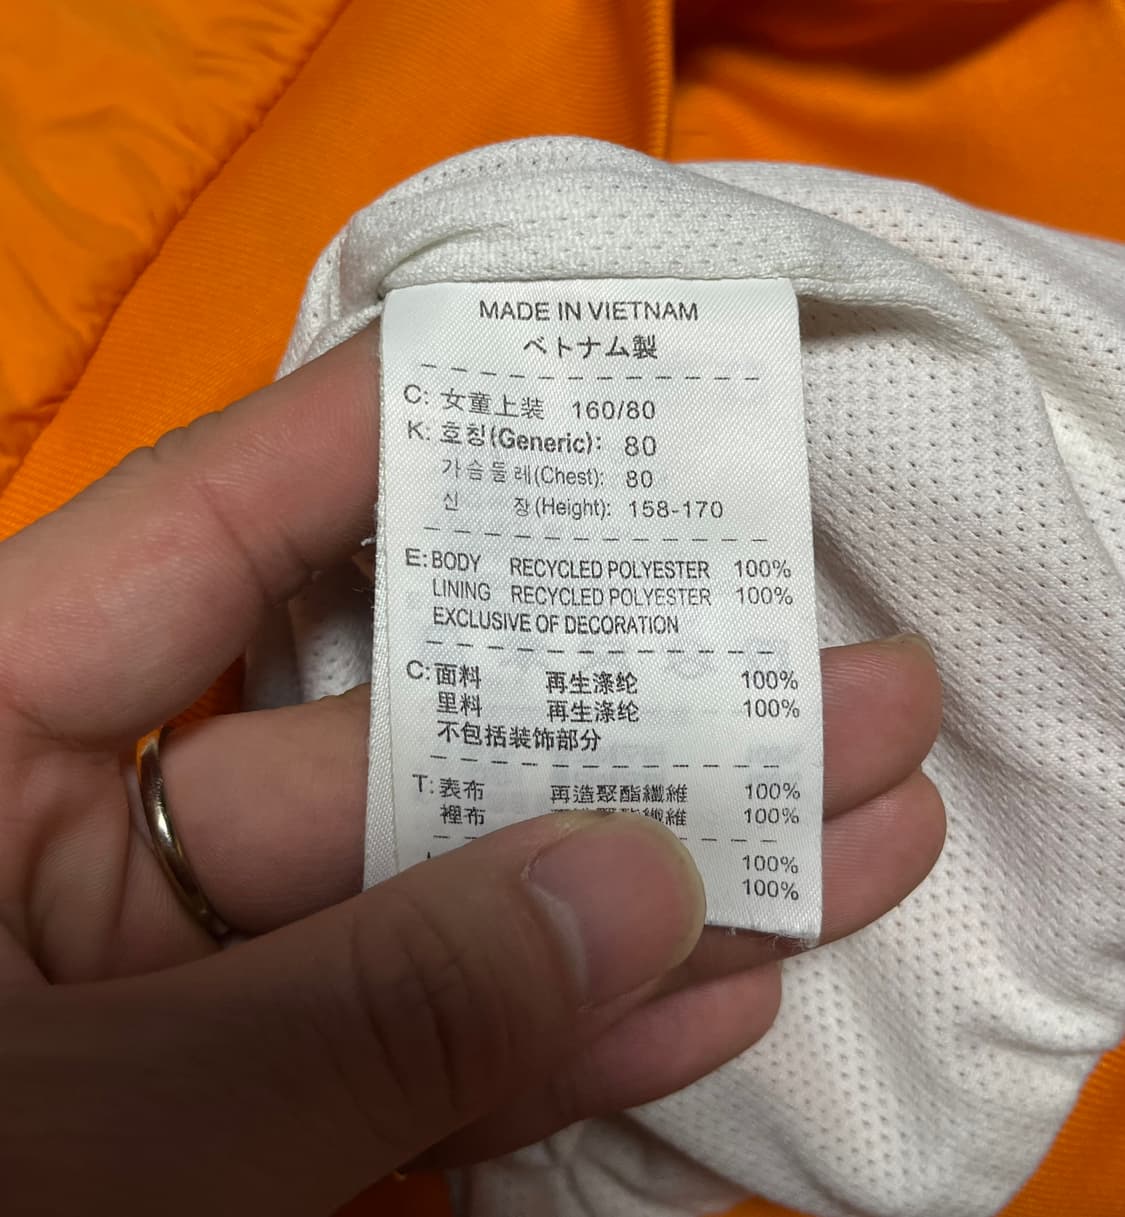 MADE IN VIETNAM
ベトナム製
C: 女童上装 160/80
K: 호칭(Generic): 80
가슴둘레(Chest): 80
신 장(Height): 158-170
E: BODY RECYCLED POLYESTER 100%
LINING RECYCLED POLYESTER 100%
EXCLUSIVE OF DECORATION
C: 面料 再生涤纶 100%
里料 再生涤纶 100%
不包括装饰部分
T: 表布 再造聚酯纖維 100%
裡布 纖維 100%
100%
100%